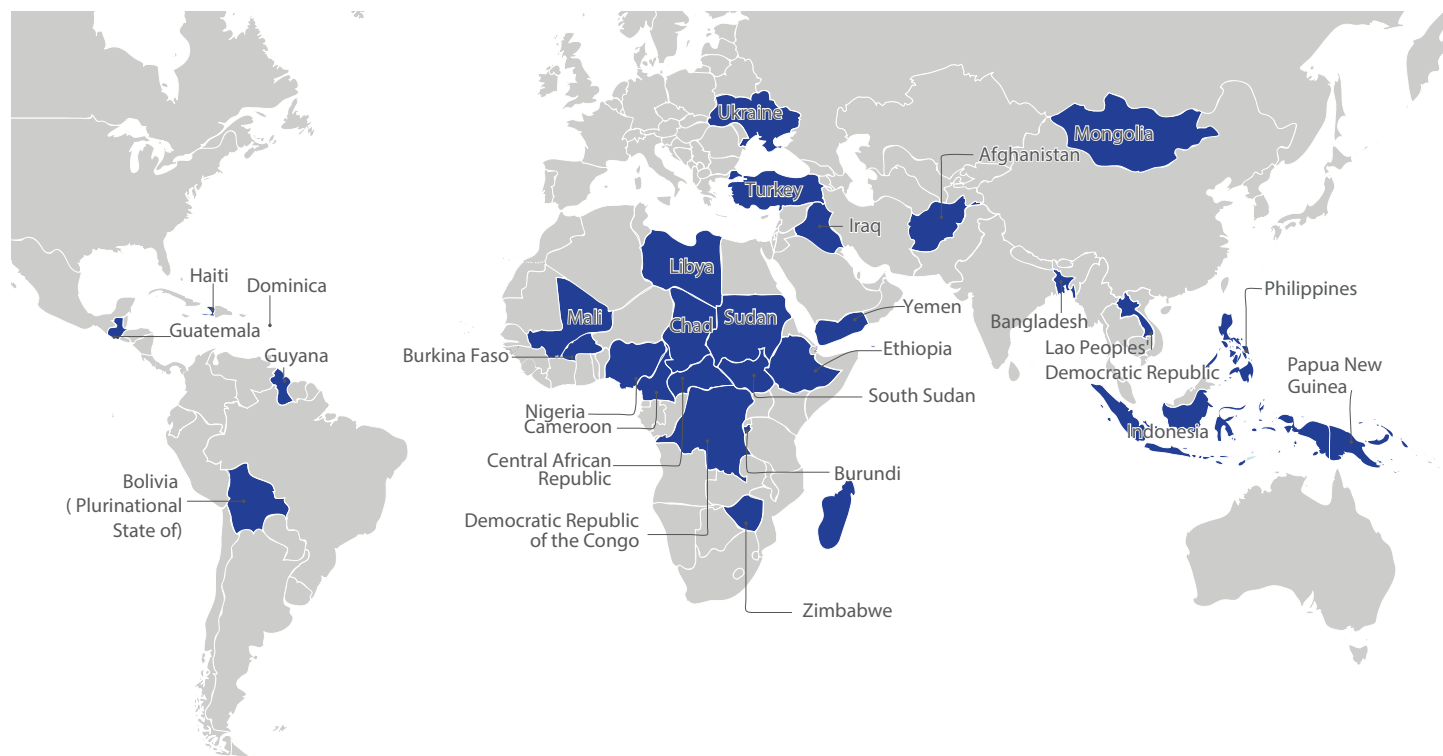 Ukraine
Mongolia
Afghanistan
Turkey
Iraq
Libya
Haiti
Dominica
Guatemala
Guyana
Mali
Chad
Sudan
Yemen
Ethiopia
Burkina Faso
South Sudan
Bangladesh
Lao Peoples'
Democratic Republic
Philippines
Papua New
Guinea
Indonesia
Nigeria
Cameroon
Central African
Republic
Burundi
Bolivia
( Plurinational
State of)
Democratic Republic
of the Congo
Zimbabwe